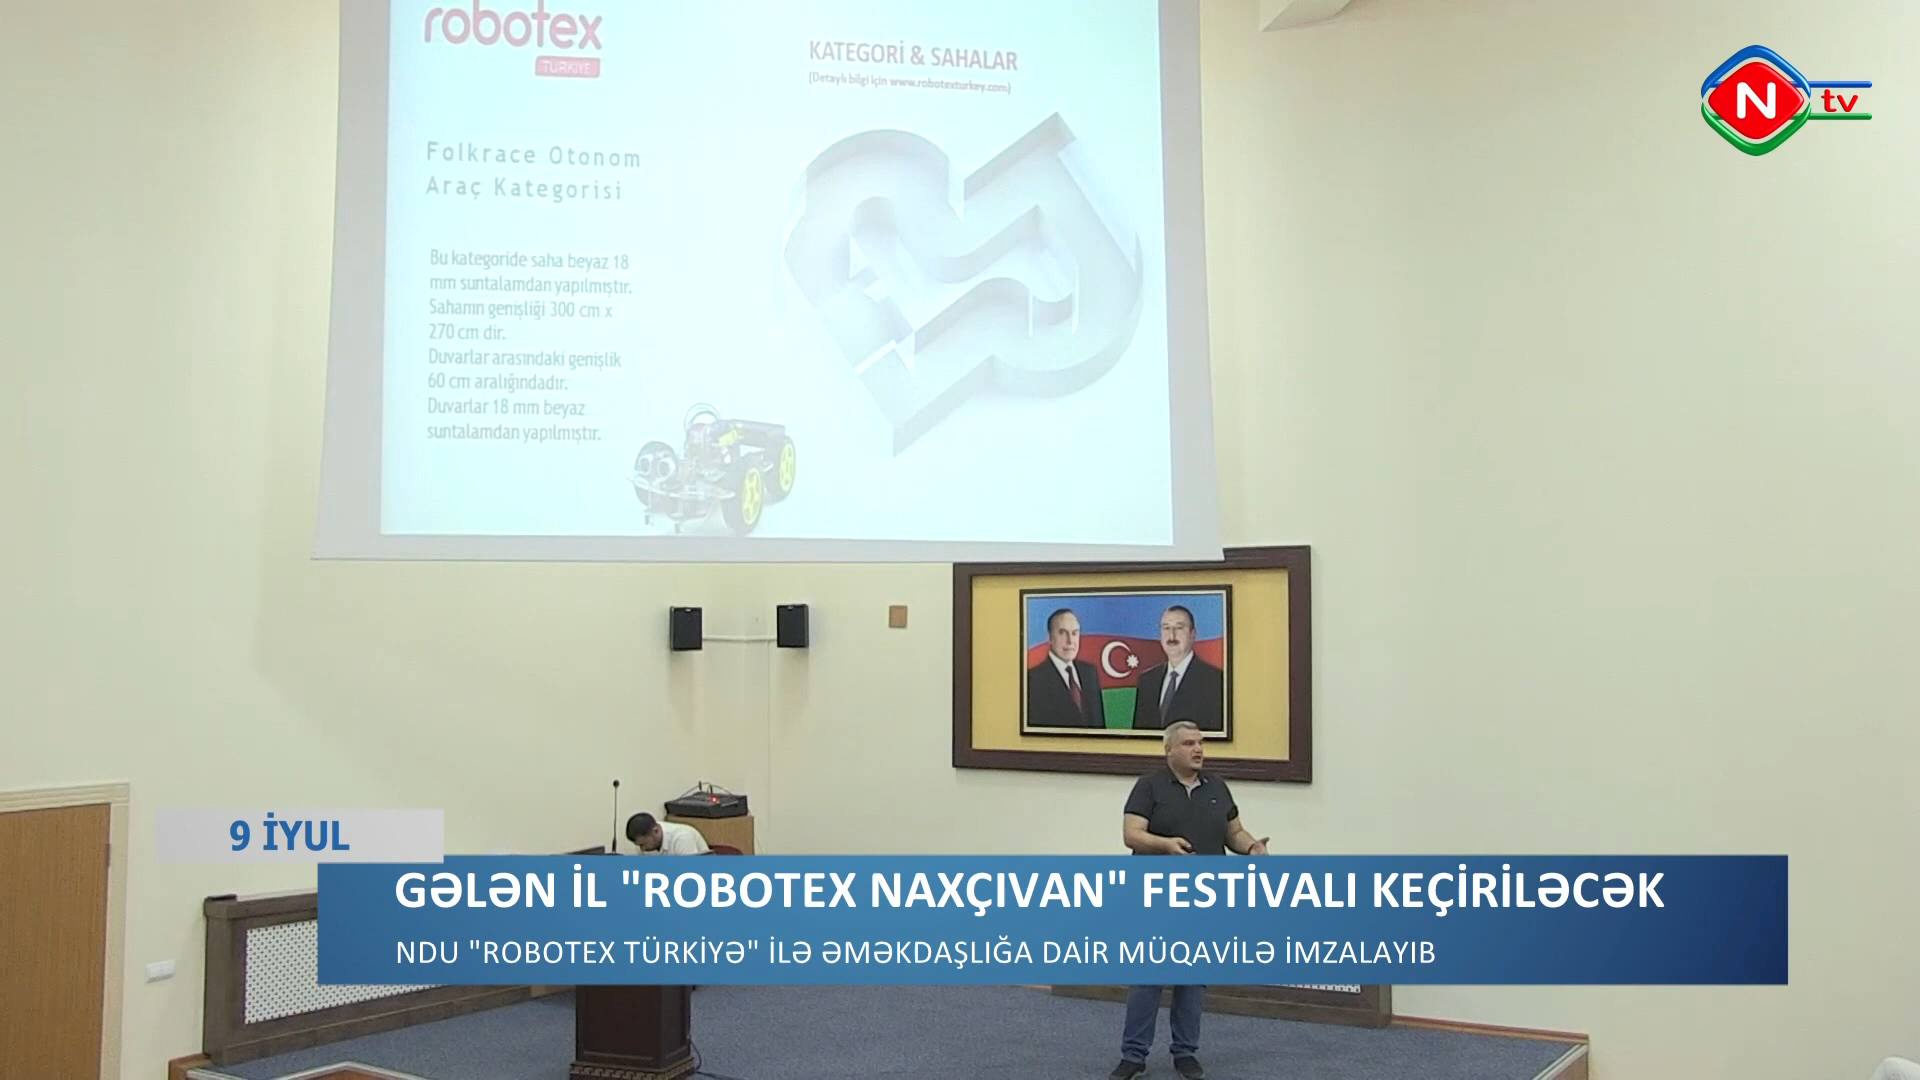 robotex
TÜRKİYE
KATEGORİ & SAHALAR
(Detaylı bilgi için www.robotexturkey.com)
Folkrace Otonom
Araç Kategorisi
Bu kategoride saha beyaz 18
mm suntalamdan yapılmıştır.
Sahanın genişliği 300 cm x
270 cm dir.
Duvarlar arasındaki genişlik
60 cm aralığındadır.
Duvarlar 18 mm beyaz
suntalamdan yapılmıştır.
N tv
9 İYUL
GƏLƏN İL "ROBOTEX NAXÇIVAN" FESTİVALI KEÇİRİLƏCƏK
NDU "ROBOTEX TÜRKİYƏ" İLƏ ƏMƏKDAŞLIĞA DAİR MÜQAVİLƏ İMZALAYIB